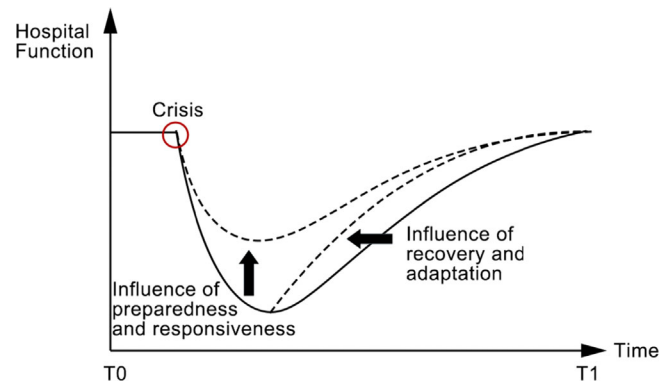 Hospital
Function
Crisis
Influence of
recovery and
adaptation
Influence of
preparedness
and responsiveness
Time
T0
T1